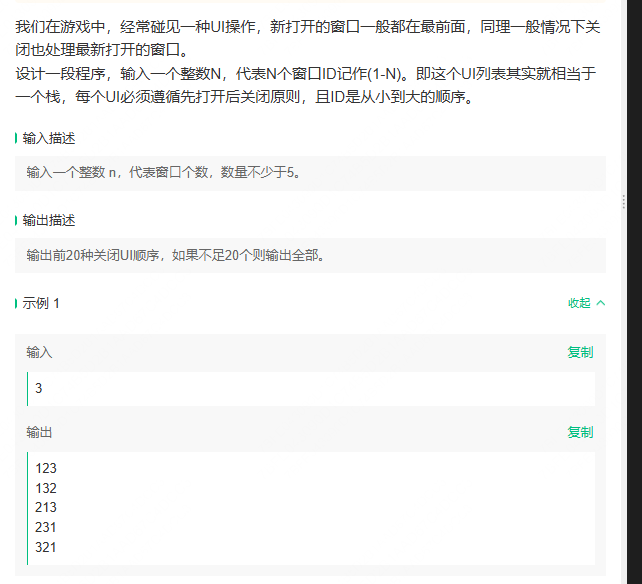 我们在游戏中，经常碰见一种UI操作，新打开的窗口一般都在最前面，同理一般情况下关
闭也处理最新打开的窗口。
设计一段程序，输入一个整数N，代表N个窗口ID记作(1-N)。即这个UI列表其实就相当于
一个栈，每个UI必须遵循先打开后关闭原则，且ID是从小到大的顺序。
输入描述
输入一个整数 n，代表窗口个数，数量不少于5。
输出描述
输出前20种关闭UI顺序，如果不足20个则输出全部。
示例 1
收起
输入
复制
3
输出
复制
123
132
213
231
321